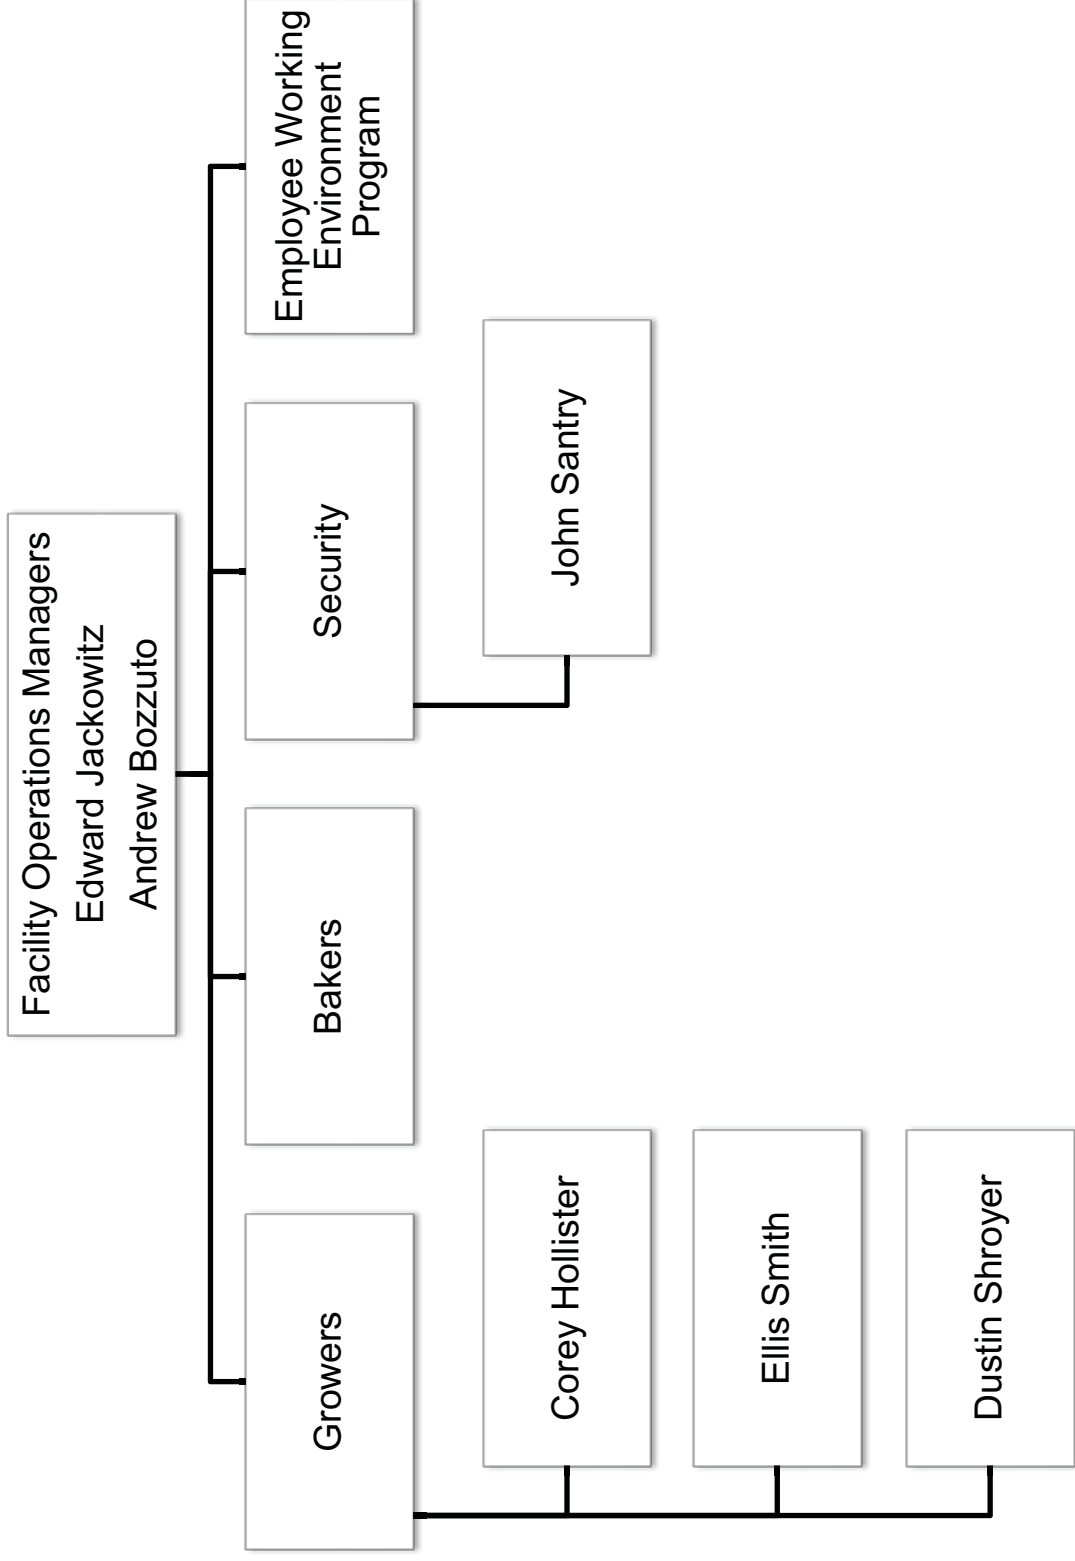 Facility Operations Managers
Edward Jackowitz
Andrew Bozzuto
Growers
Bakers
Security
Employee Working
Environment
Program
Corey Hollister
Ellis Smith
Dustin Shroyer
John Santry